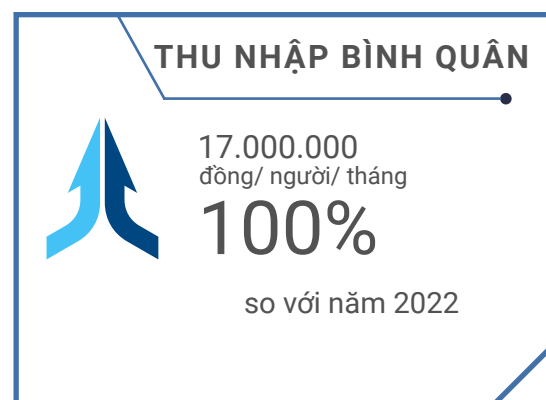 THU NHẬP BÌNH QUÂN
17.000.000
đồng/ người/ tháng
100%
so với năm 2022